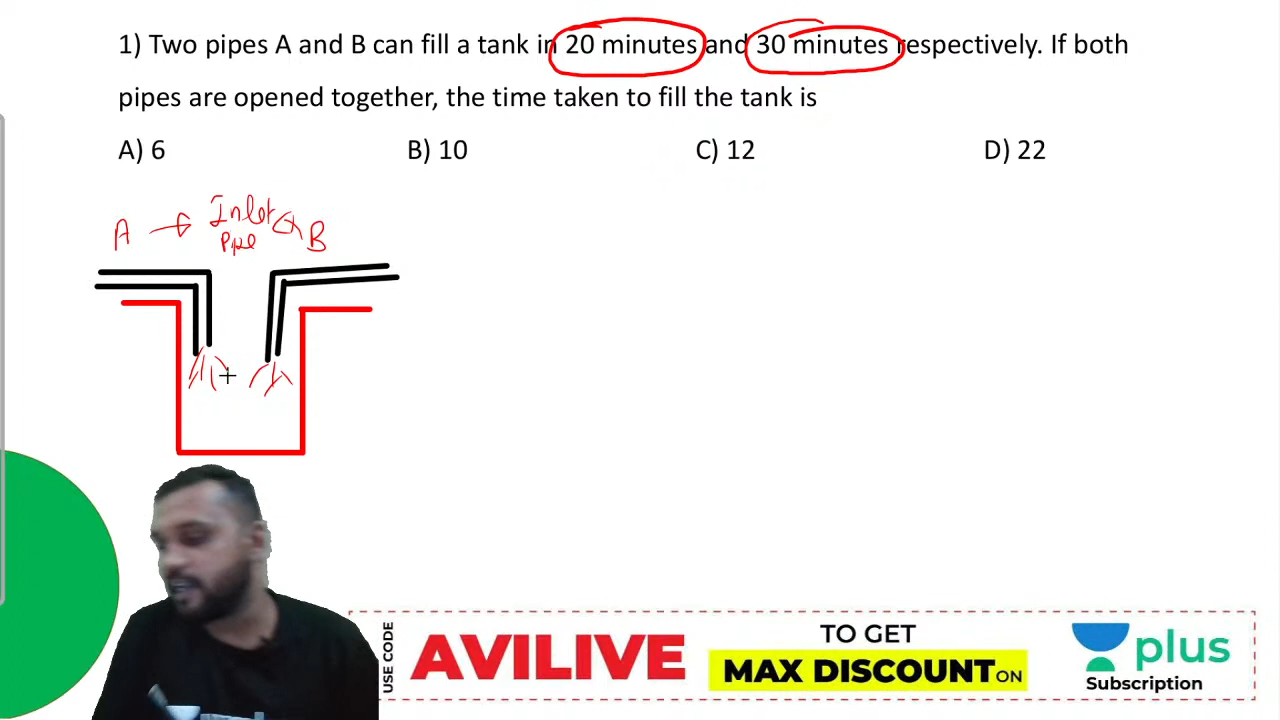 1) Two pipes A and B can fill a tank in 20 minutes and 30 minutes respectively. If both
pipes are opened together, the time taken to fill the tank is
A) 6 B) 10 C) 12 D) 22
A Inlet Pipe B
USE CODE
AVILIVE
TO GET
MAX DISCOUNT ON
plus
Subscription